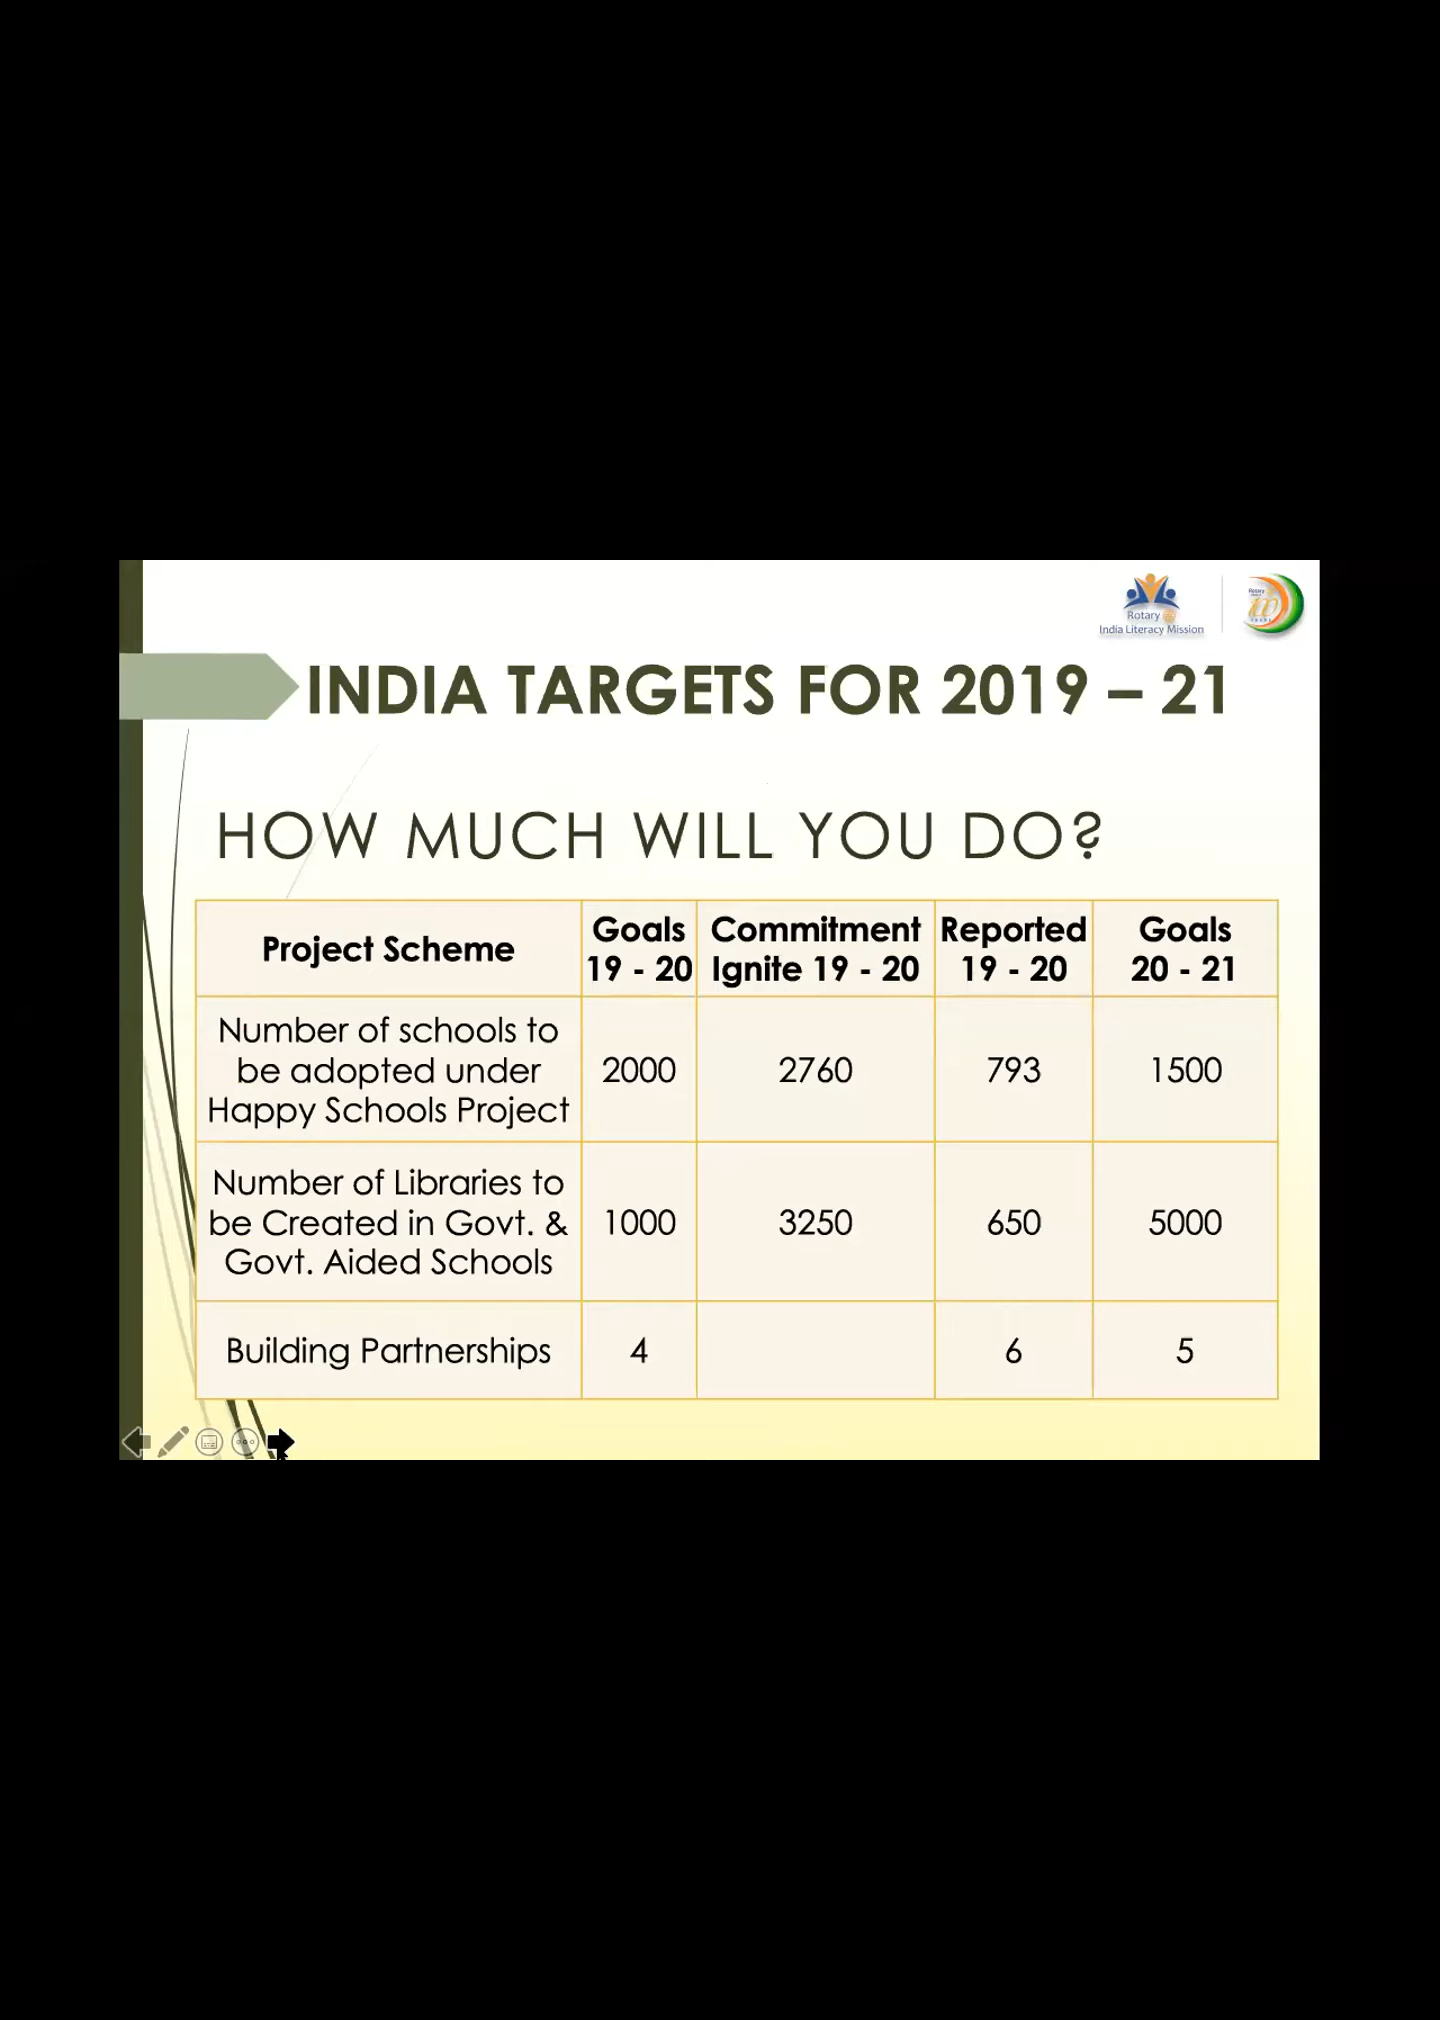 Rotary
India Literacy Mission
Rotary
100
YEARS
INDIA TARGETS FOR 2019 – 21
HOW MUCH WILL YOU DO?
Project Scheme
Goals
19 - 20
Commitment
Ignite 19 - 20
Reported
19 - 20
Goals
20 - 21
Number of schools to
be adopted under
Happy Schools Project
2000
2760
793
1500
Number of Libraries to
be Created in Govt. &
Govt. Aided Schools
1000
3250
650
5000
Building Partnerships
4
6
5